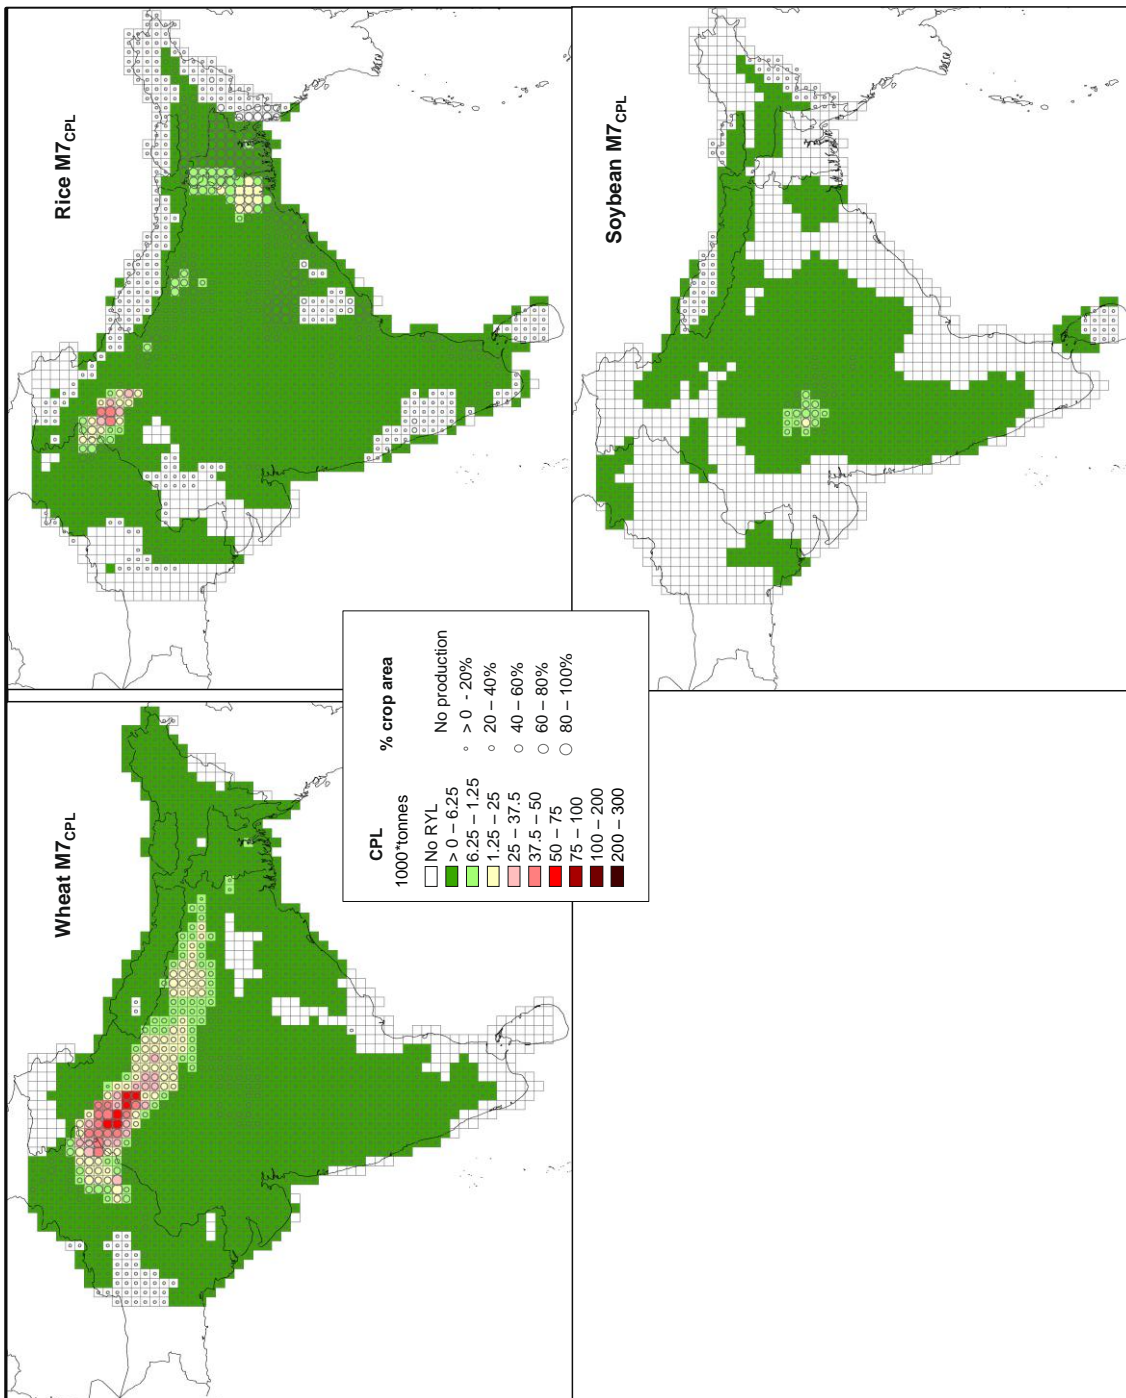 Wheat M7CPL
Rice M7CPL
Soybean M7CPL
CPL
1000*tonnes
No RYL
> 0 – 6.25
6.25 – 1.25
1.25 – 25
25 – 37.5
37.5 – 50
50 – 75
75 – 100
100 – 200
200 – 300
% crop area
No production
> 0 - 20%
20 – 40%
40 – 60%
60 – 80%
80 – 100%